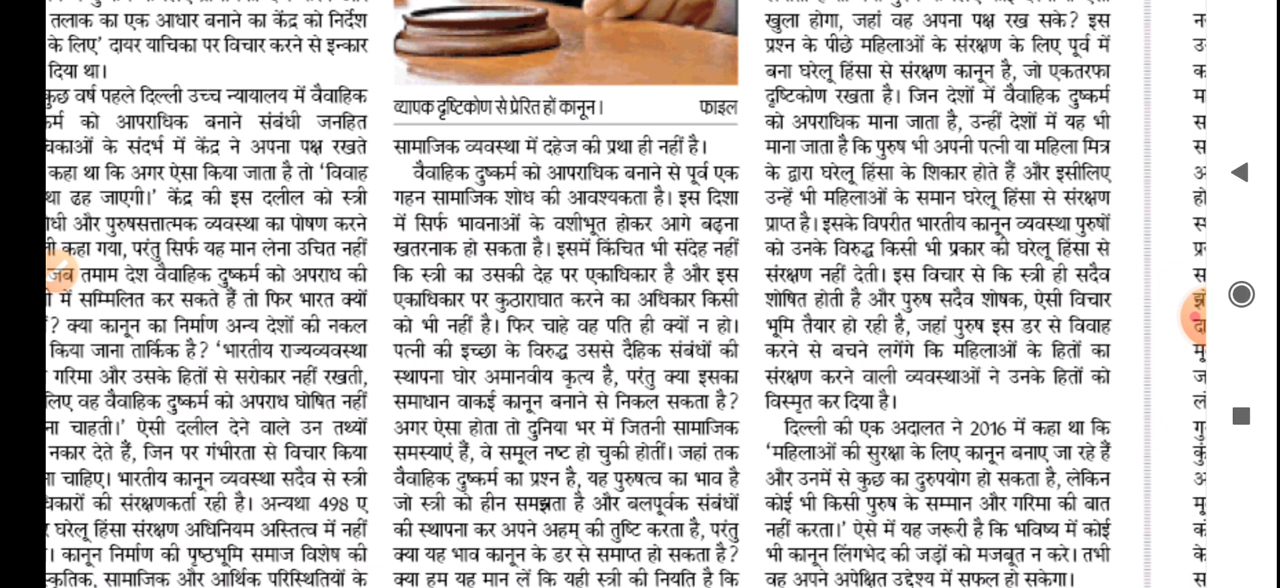 तलाक का एक आधार बनाने का केंद्र को निर्देश
के लिए’ दायर याचिका पर विचार करने से इन्कार
दिया था।
कुछ वर्ष पहले दिल्ली उच्च न्यायालय में वैवाहिक
को आपराधिक बनाने संबंधी जनहित
के संदर्भ में केंद्र ने अपना पक्ष रखते
कहा था कि अगर ऐसा किया जाता है तो ‘विवाह
ढह जाएगी।’ केंद्र की इस दलील को स्त्री
और पुरुषसत्तात्मक व्यवस्था का पोषण करने
कहा गया, परंतु सिर्फ यह मान लेना उचित नहीं
जब तमाम देश वैवाहिक दुष्कर्म को अपराध की
में सम्मिलित कर सकते हैं तो फिर भारत क्यों
? क्या कानून का निर्माण अन्य देशों की नकल
किया जाना तार्किक है? ‘भारतीय राज्यव्यवस्था
गरिमा और उसके हितों से सरोकार नहीं रखती,
वह वैवाहिक दुष्कर्म को अपराध घोषित नहीं
चाहती।’ ऐसी दलील देने वाले उन तथ्यों
नकार देते हैं, जिन पर गंभीरता से विचार किया
चाहिए। भारतीय कानून व्यवस्था सदैव से स्त्री
की संरक्षणकर्ता रही है। अन्यथा 498 ए
घरेलू हिंसा संरक्षण अधिनियम अस्तित्व में नहीं
। कानून निर्माण की पृष्ठभूमि समाज विशेष की
सामाजिक और आर्थिक परिस्थितियों के
व्यापक दृष्टिकोण से प्रेरित हों कानून। फाइल
सामाजिक व्यवस्था में दहेज की प्रथा ही नहीं है।
वैवाहिक दुष्कर्म को आपराधिक बनाने से पूर्व एक
गहन सामाजिक शोध की आवश्यकता है। इस दिशा
में सिर्फ भावनाओं के वशीभूत होकर आगे बढ़ना
खतरनाक हो सकता है। इसमें किंचित भी संदेह नहीं
कि स्त्री का उसकी देह पर एकाधिकार है और इस
एकाधिकार पर कुठाराघात करने का अधिकार किसी
को भी नहीं है। फिर चाहे वह पति ही क्यों न हो।
पत्नी की इच्छा के विरुद्ध उससे दैहिक संबंधों की
स्थापना घोर अमानवीय कृत्य है, परंतु क्या इसका
समाधान वाकई कानून बनाने से निकल सकता है?
अगर ऐसा होता तो दुनिया भर में जितनी सामाजिक
समस्याएं हैं, वे समूल नष्ट हो चुकी होतीं। जहां तक
वैवाहिक दुष्कर्म का प्रश्न है, यह पुरुषत्व का भाव है
जो स्त्री को हीन समझता है और बलपूर्वक संबंधों
की स्थापना कर अपने अहम् की तुष्टि करता है, परंतु
क्या यह भाव कानून के डर से समाप्त हो सकता है?
क्या हम यह मान लें कि यही स्त्री की नियति है कि
खुला होगा, जहां वह अपना पक्ष रख सके? इस
प्रश्न के पीछे महिलाओं के संरक्षण के लिए पूर्व में
बना घरेलू हिंसा से संरक्षण कानून है, जो एकतरफा
दृष्टिकोण रखता है। जिन देशों में वैवाहिक दुष्कर्म
को अपराधिक माना जाता है, उन्हीं देशों में यह भी
माना जाता है कि पुरुष भी अपनी पत्नी या महिला मित्र
के द्वारा घरेलू हिंसा के शिकार होते हैं और इसीलिए
उन्हें भी महिलाओं के समान घरेलू हिंसा से संरक्षण
प्राप्त है। इसके विपरीत भारतीय कानून व्यवस्था पुरुषों
को उनके विरुद्ध किसी भी प्रकार की घरेलू हिंसा से
संरक्षण नहीं देती। इस विचार से कि स्त्री ही सदैव
शोषित होती है और पुरुष सदैव शोषक, ऐसी विचार
भूमि तैयार हो रही है, जहां पुरुष इस डर से विवाह
करने से बचने लगेंगे कि महिलाओं के हितों का
संरक्षण करने वाली व्यवस्थाओं ने उनके हितों को
विस्मृत कर दिया है।
दिल्ली की एक अदालत ने 2016 में कहा था कि
‘महिलाओं की सुरक्षा के लिए कानून बनाए जा रहे हैं
और उनमें से कुछ का दुरुपयोग हो सकता है, लेकिन
कोई भी किसी पुरुष के सम्मान और गरिमा की बात
नहीं करता।’ ऐसे में यह जरूरी है कि भविष्य में कोई
भी कानून लिंगभेद की जड़ों को मजबूत न करे। तभी
वह अपने अपेक्षित उद्देश्य में सफल हो सकेगा।